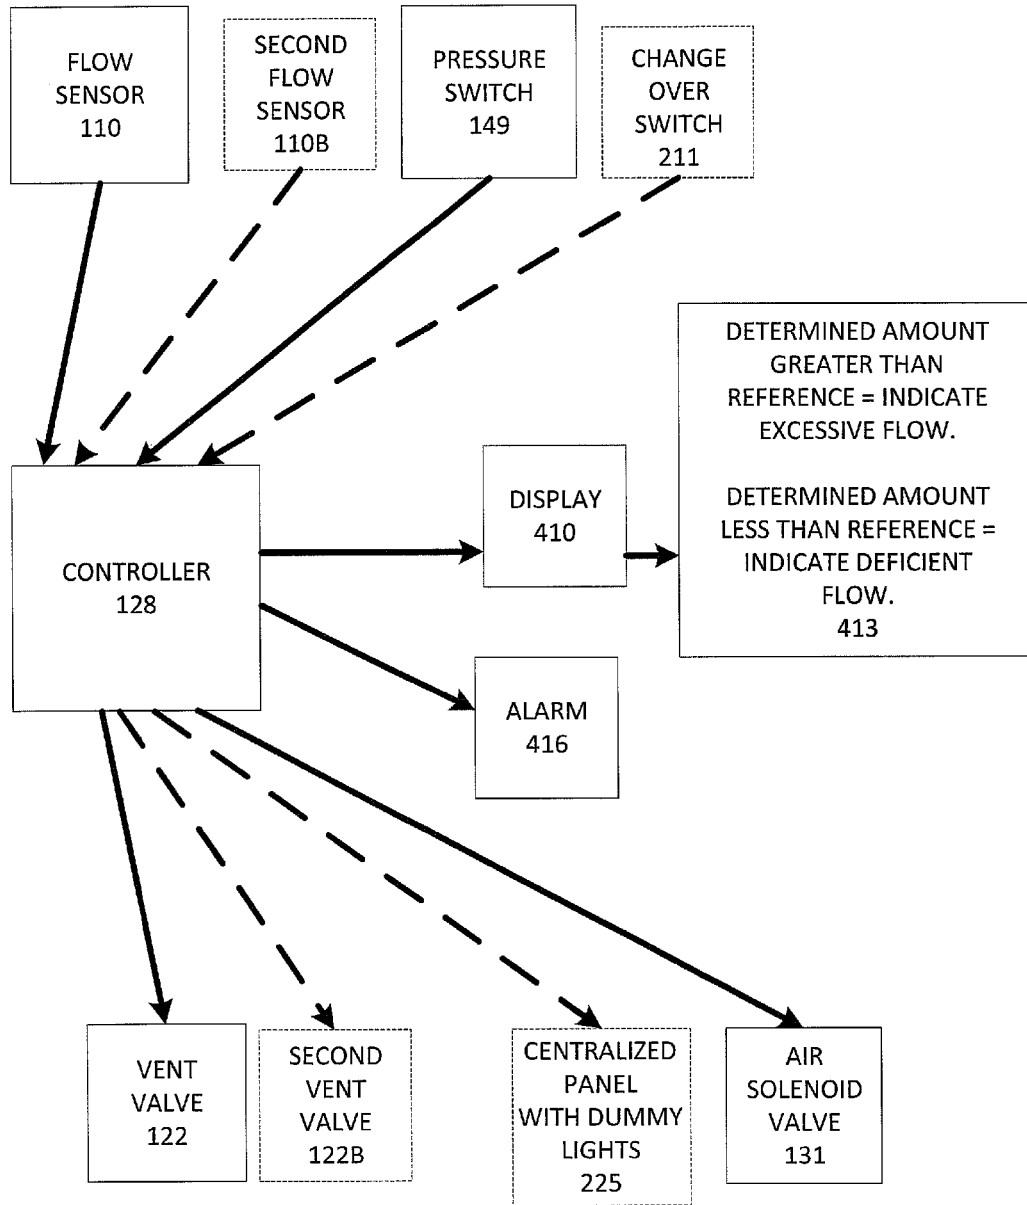 FLOW
SENSOR
110
SECOND
FLOW
SENSOR
110B
PRESSURE
SWITCH
149
CHANGE
OVER
SWITCH
211
DETERMINED AMOUNT
GREATER THAN
REFERENCE = INDICATE
EXCESSIVE FLOW.
DETERMINED AMOUNT
LESS THAN REFERENCE =
INDICATE DEFICIENT
FLOW.
413
DISPLAY
410
CONTROLLER
128
ALARM
416
VENT
VALVE
122
SECOND
VENT
VALVE
122B
CENTRALIZED
PANEL
WITH DUMMY
LIGHTS
225
AIR
SOLENOID
VALVE
131